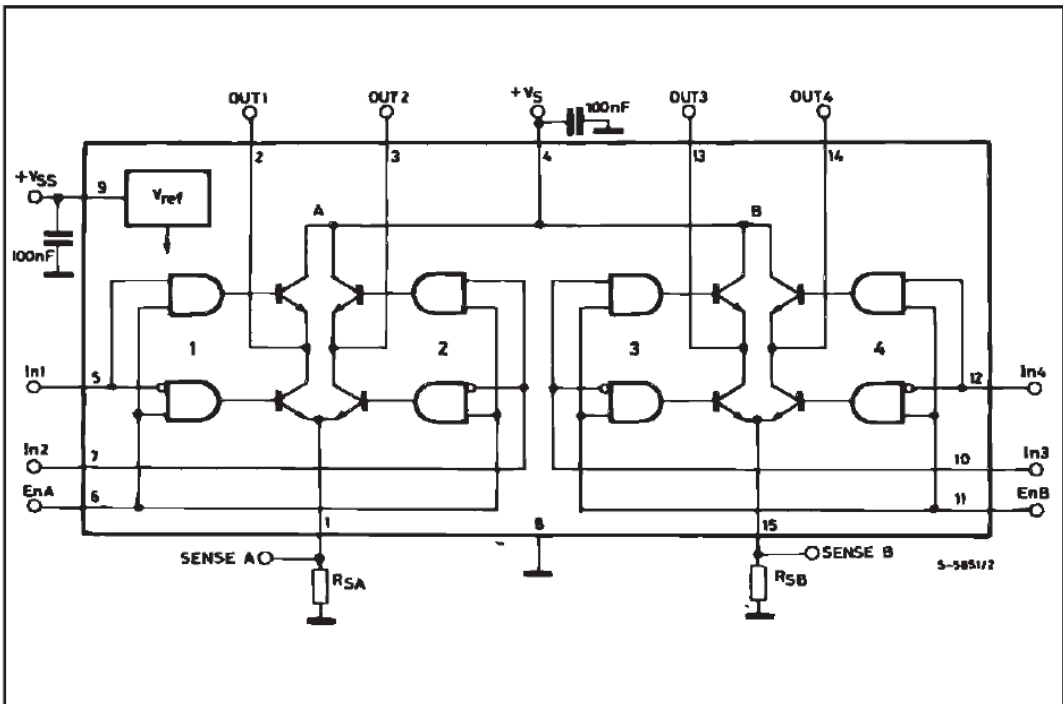 OUT1
OUT2
+VS
100nF
OUT3
OUT4
2
3
4
13
14
+VSS
9
Vref
A
B
100nF
1
2
3
4
In1
5
12
In4
In2
7
10
In3
EnA
6
11
EnB
1
8
15
SENSE A
SENSE B
RSA
RSB
S-5851/2